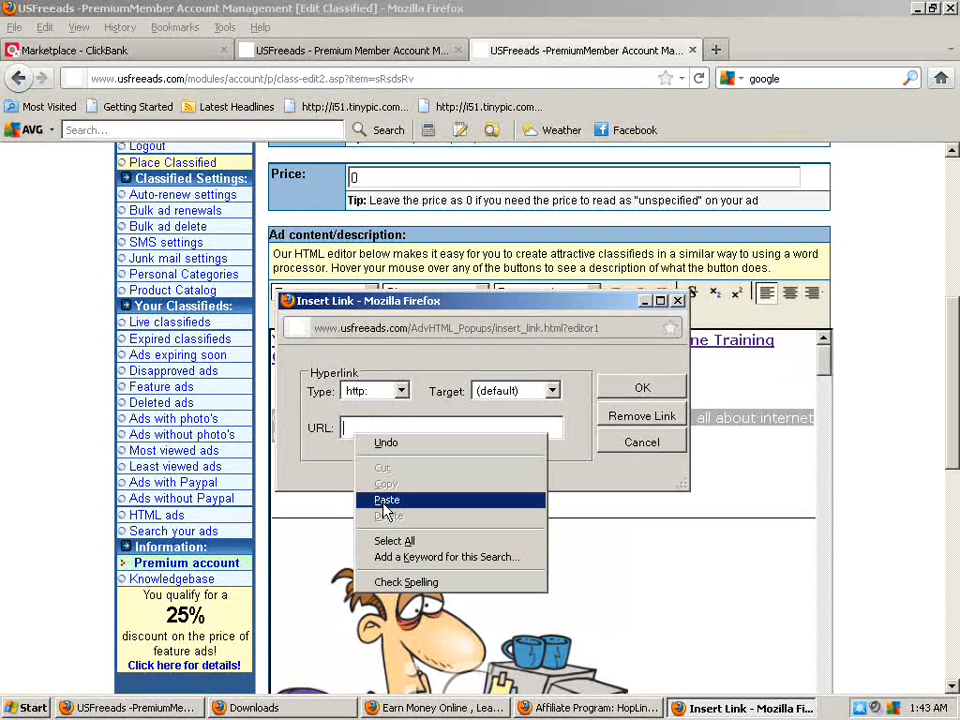 USFreeads -PremiumMember Account Management [Edit Classified] - Mozilla Firefox
File Edit View History Bookmarks Tools Help
Marketplace - ClickBank
USFreeads - Premium Member Account M...
USFreeads -PremiumMember Account Ma...
www.usfreeads.com/modules/account/p/class-edit2.asp?item=sRsdsRv
google
Most Visited Getting Started Latest Headlines http://i51.tinypic.com... http://i51.tinypic.com...
AVG Search... Search Weather Facebook
Logout
Place Classified
Classified Settings:
Auto-renew settings
Bulk ad renewals
Bulk ad delete
SMS settings
Junk mail settings
Personal Categories
Product Catalog
Your Classifieds:
Live classifieds
Expired classifieds
Ads expiring soon
Disapproved ads
Feature ads
Deleted ads
Ads with photo's
Ads without photo's
Most viewed ads
Least viewed ads
Ads with Paypal
Ads without Paypal
HTML ads
Search your ads
Information:
Premium account
Knowledgebase
You qualify for a
25%
discount on the price of
feature ads!
Click here for details!
Price:
0
Tip: Leave the price as 0 if you need the price to read as "unspecified" on your ad
Ad content/description:
Our HTML editor below makes it easy for you to create attractive classifieds in a similar way to using a word
processor. Hover your mouse over any of the buttons to see a description of what the button does.
Insert Link - Mozilla Firefox
www.usfreeads.com/AdvHTML_Popups/insert_link.html?editor1
ne Training
all about internet
Hyperlink
Type: http: Target: (default)
URL:
OK
Remove Link
Cancel
Undo
Cut
Copy
Paste
Select All
Add a Keyword for this Search...
Check Spelling
Start
USFreeads -PremiumMe...
Downloads
Earn Money Online , Lea...
Affiliate Program: HopLin...
Insert Link - Mozilla Fi...
1:43 AM